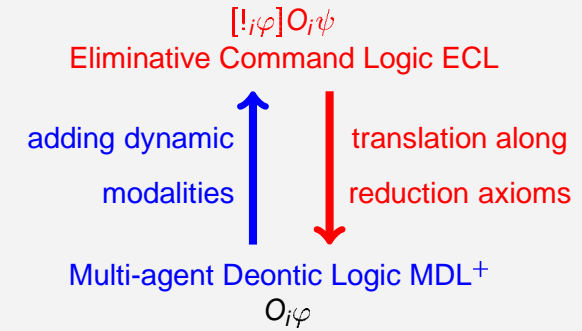 [!ᵢφ]Oᵢψ
Eliminative Command Logic ECL
adding dynamic
modalities
translation along
reduction axioms
Multi-agent Deontic Logic MDL⁺
Oᵢφ